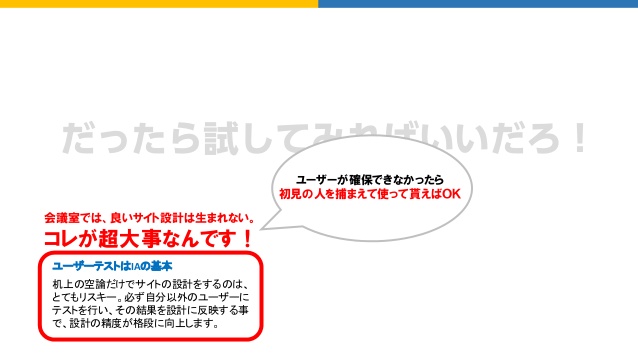 だったら試してみればいいだろ！
ユーザーが確保できなかったら
初見の人を捕まえて使って貰えばOK
会議室では、良いサイト設計は生まれない。
コレが超大事なんです！
ユーザーテストはIAの基本
机上の空論だけでサイトの設計をするのは、
とてもリスキー。必ず自分以外のユーザーに
テストを行い、その結果を設計に反映する事
で、設計の精度が格段に向上します。